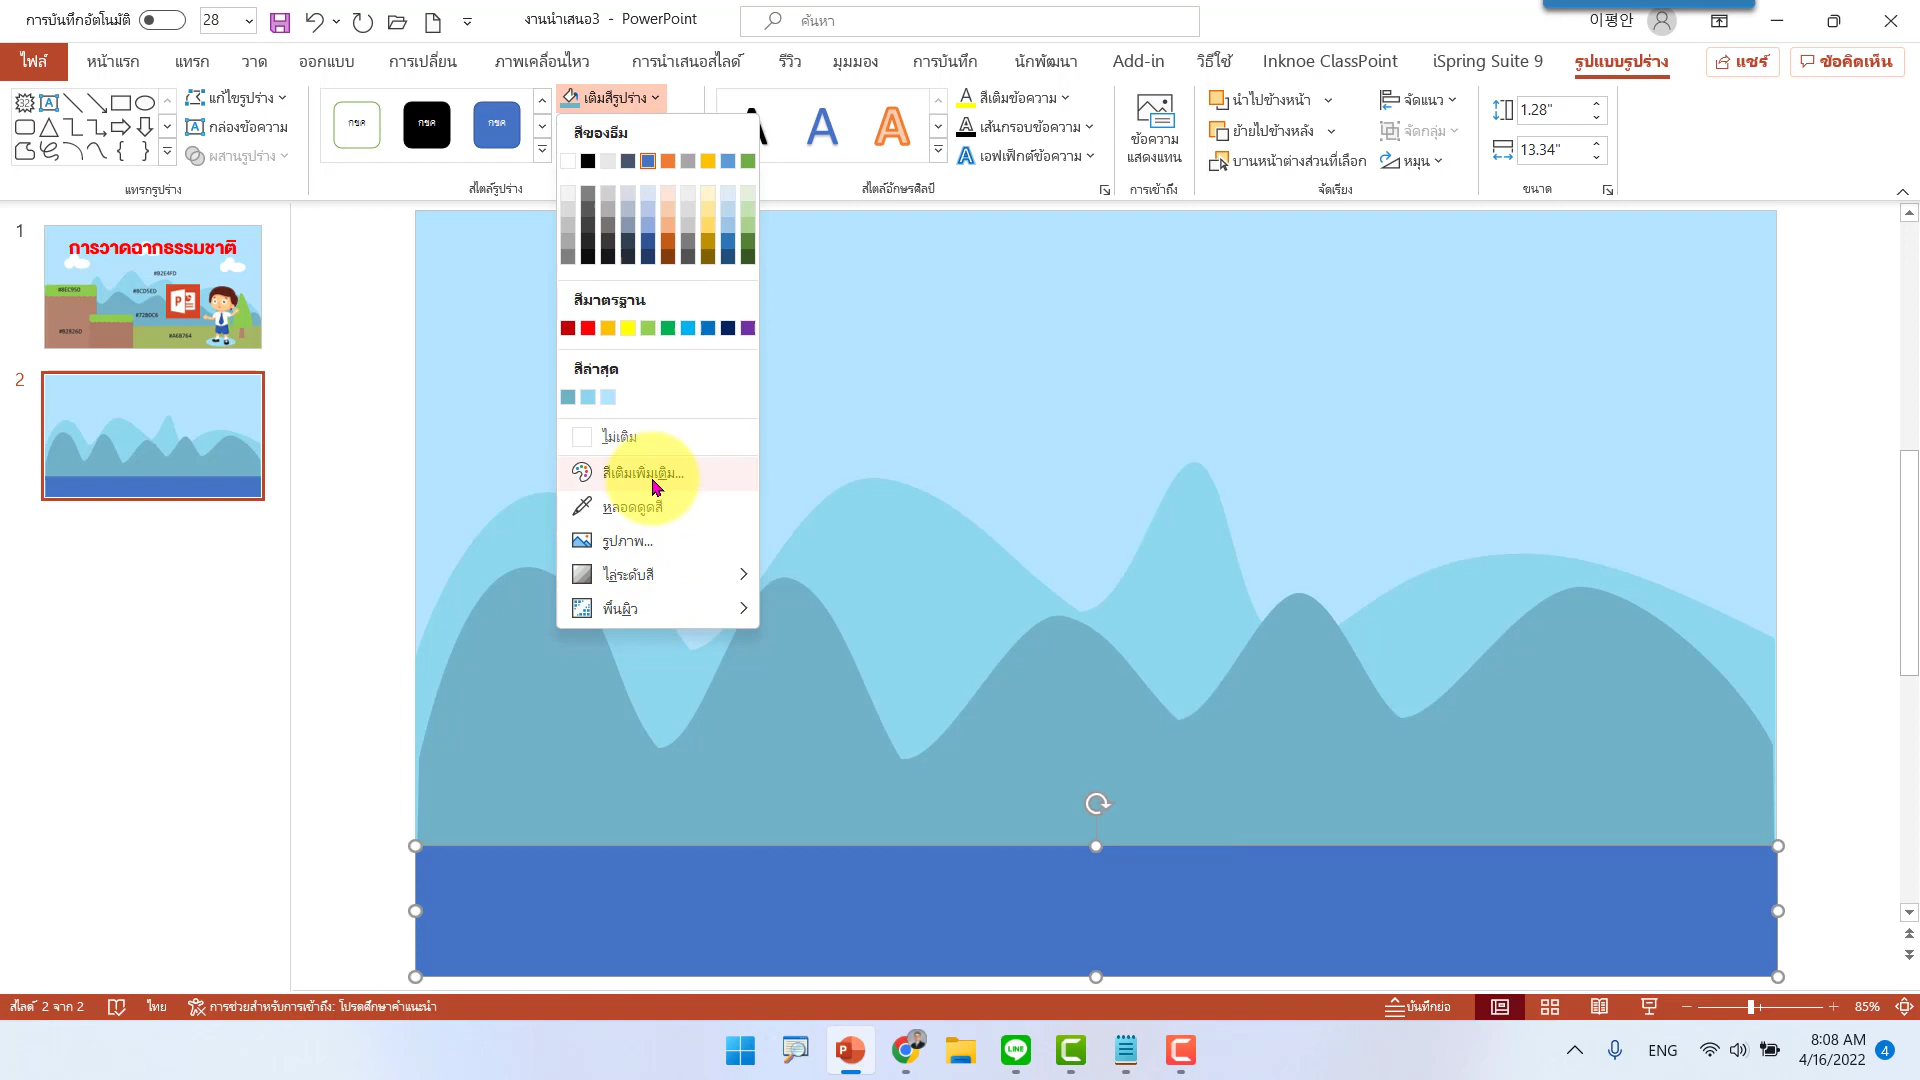 การบันทึกอัตโนมัติ
28
งานนำเสนอ3 - PowerPoint
ค้นหา
이평안
ไฟล์
หน้าแรก
แทรก
วาด
ออกแบบ
การเปลี่ยน
ภาพเคลื่อนไหว
การนำเสนอสไลด์
รีวิว
มุมมอง
การบันทึก
นักพัฒนา
Add-in
วิธีใช้
Inknoe ClassPoint
iSpring Suite 9
รูปแบบรูปร่าง
แชร์
ข้อคิดเห็น
แก้ไขรูปร่าง
กล่องข้อความ
ผสานรูปร่าง
แทรกรูปร่าง
กขค
กขค
กขค
สไตล์รูปร่าง
เติมสีรูปร่าง
สีเติมข้อความ
เส้นกรอบข้อความ
เอฟเฟ็กต์ข้อความ
สไตล์อักษรศิลป์
ข้อความ
แสดงแทน
การเข้าถึง
นำไปข้างหน้า
ย้ายไปข้างหลัง
บานหน้าต่างส่วนที่เลือก
จัดแนว
จัดกลุ่ม
หมุน
จัดเรียง
1.28"
13.34"
ขนาด
สีของธีม
สีมาตรฐาน
สีล่าสุด
ไม่เติม
สีเติมเพิ่มเติม...
หลอดดูดสี
รูปภาพ...
ไล่ระดับสี
พื้นผิว
1
การวาดฉากธรรมชาติ
#B2E4FD
#8EC950
#8CD5ED
#72B0C6
#B2826D
#A6B764
2
สไลด์ 2 จาก 2
ไทย
การช่วยสำหรับการเข้าถึง: โปรดศึกษาคำแนะนำ
บันทึกย่อ
85%
LINE
ENG
8:08 AM
4/16/2022
4